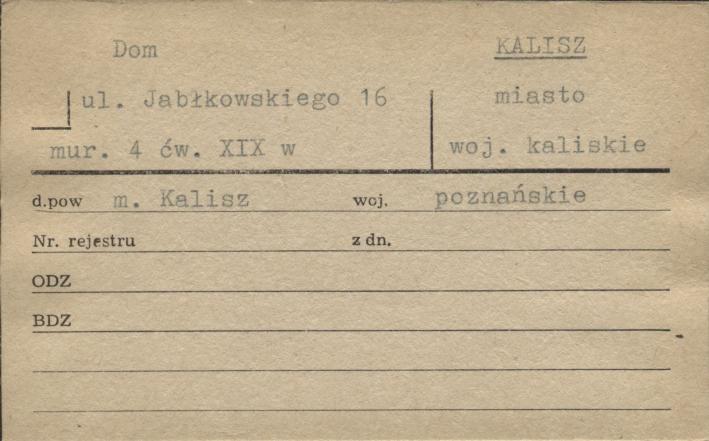 Dom KALISZ
ul. Jabłkowskiego 16 miasto
mur. 4 ćw. XIX w woj. kaliskie
d.pow m. Kalisz woj. poznańskie
Nr. rejestru z dn.
ODZ
BDZ